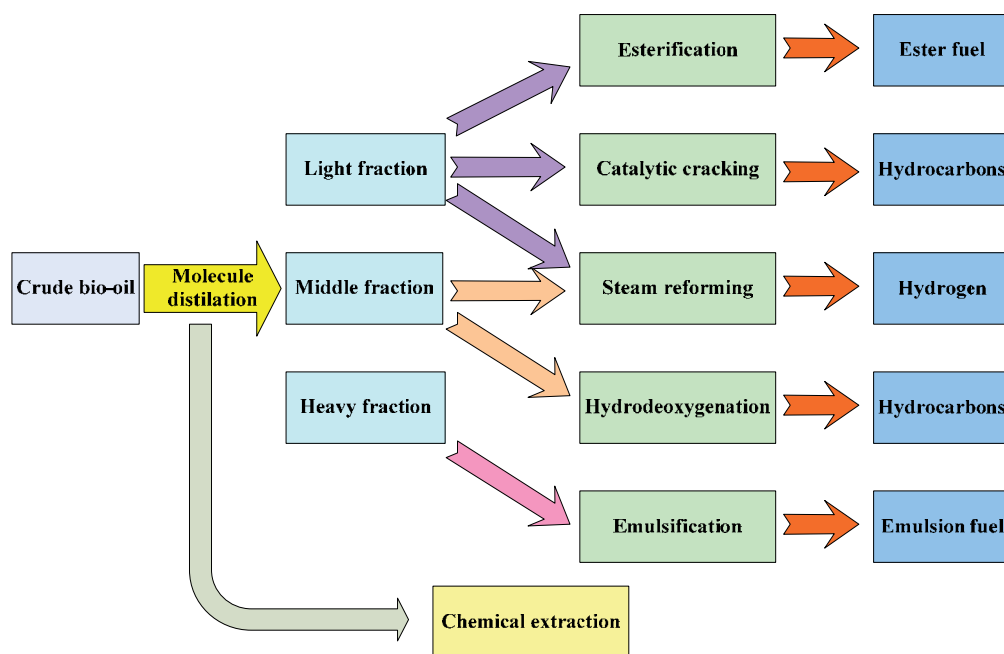 Esterification
Ester fuel
Light fraction
Catalytic cracking
Hydrocarbons
Crude bio-oil
Molecule
distilation
Middle fraction
Steam reforming
Hydrogen
Heavy fraction
Hydrodeoxygenation
Hydrocarbons
Emulsification
Emulsion fuel
Chemical extraction